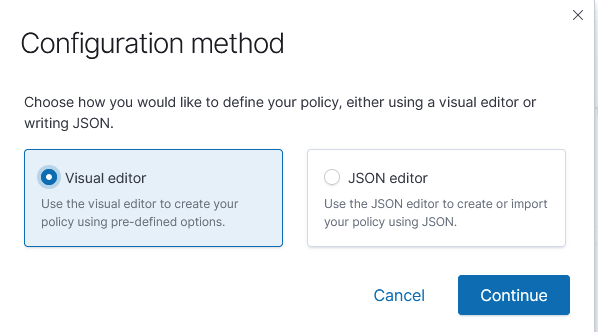 Configuration method
Choose how you would like to define your policy, either using a visual editor or
writing JSON.
Visual editor
Use the visual editor to create your
policy using pre-defined options.
JSON editor
Use the JSON editor to create or import
your policy using JSON.
Cancel
Continue